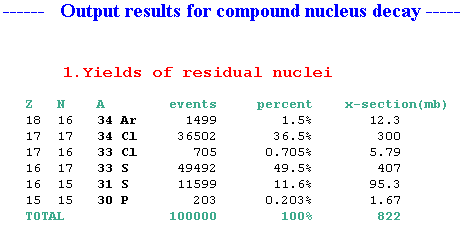 ------ Output results for compound nucleus decay -----
1.Yields of residual nuclei
Z N A events percent x-section(mb)
18 16 34 Ar 1499 1.5% 12.3
17 17 34 Cl 36502 36.5% 300
17 16 33 Cl 705 0.705% 5.79
16 17 33 S 49492 49.5% 407
16 15 31 S 11599 11.6% 95.3
15 15 30 P 203 0.203% 1.67
TOTAL 100000 100% 822